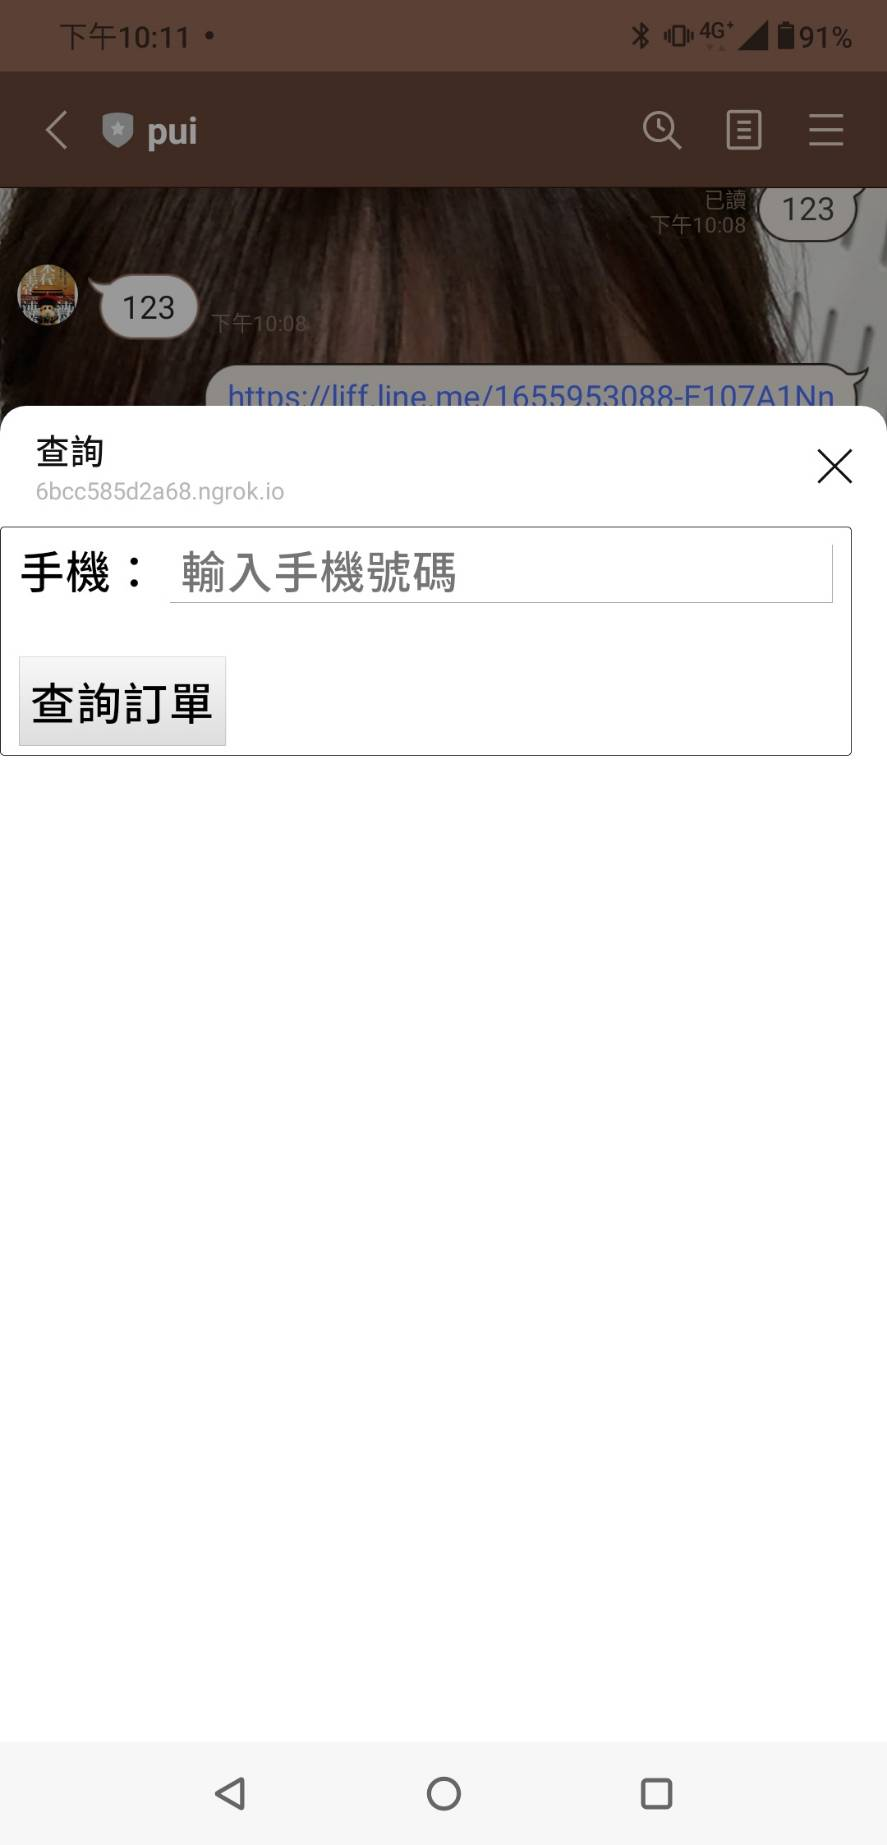 下午10:11 • 4G+ 91%
pui
已讀
下午10:08
123
123
下午10:08
https://liff.line.me/1655953088-F107A1Nn
查詢
6bcc585d2a68.ngrok.io
手機： 輸入手機號碼
查詢訂單